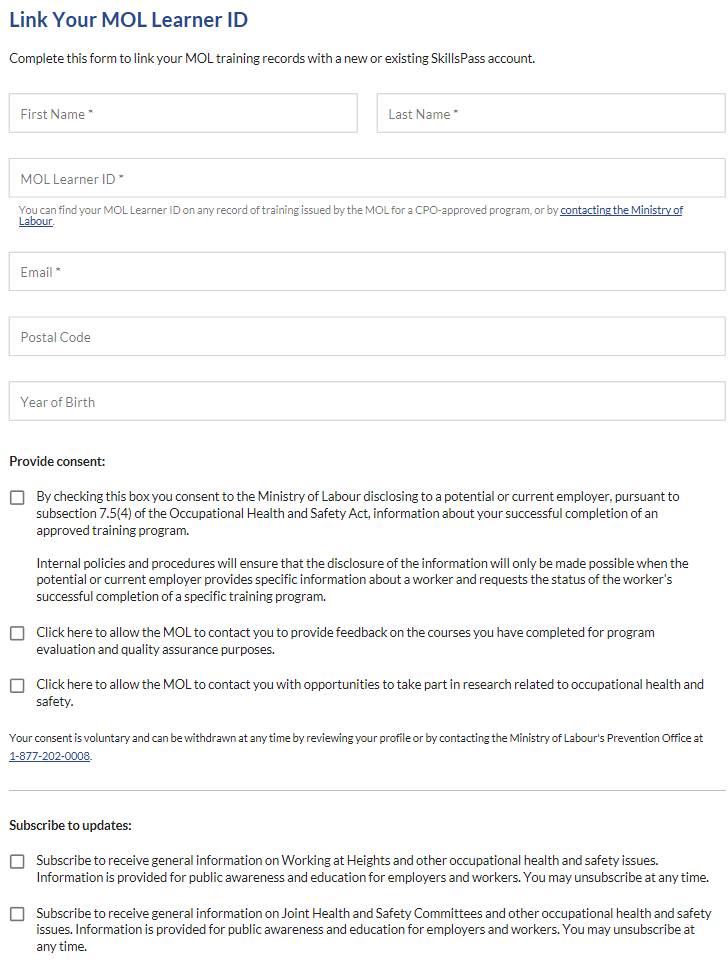 Link Your MOL Learner ID
Complete this form to link your MOL training records with a new or existing SkillsPass account.
First Name *
Last Name *
MOL Learner ID *
You can find your MOL Learner ID on any record of training issued by the MOL for a CPO-approved program, or by contacting the Ministry of
Labour.
Email *
Postal Code
Year of Birth
Provide consent:
By checking this box you consent to the Ministry of Labour disclosing to a potential or current employer, pursuant to
subsection 7.5(4) of the Occupational Health and Safety Act, information about your successful completion of an
approved training program.
Internal policies and procedures will ensure that the disclosure of the information will only be made possible when the
potential or current employer provides specific information about a worker and requests the status of the worker's
successful completion of a specific training program.
Click here to allow the MOL to contact you to provide feedback on the courses you have completed for program
evaluation and quality assurance purposes.
Click here to allow the MOL to contact you with opportunities to take part in research related to occupational health and
safety.
Your consent is voluntary and can be withdrawn at any time by reviewing your profile or by contacting the Ministry of Labour's Prevention Office at
1-877-202-0008.
Subscribe to updates:
Subscribe to receive general information on Working at Heights and other occupational health and safety issues.
Information is provided for public awareness and education for employers and workers. You may unsubscribe at any time.
Subscribe to receive general information on Joint Health and Safety Committees and other occupational health and safety
issues. Information is provided for public awareness and education for employers and workers. You may unsubscribe at
any time.